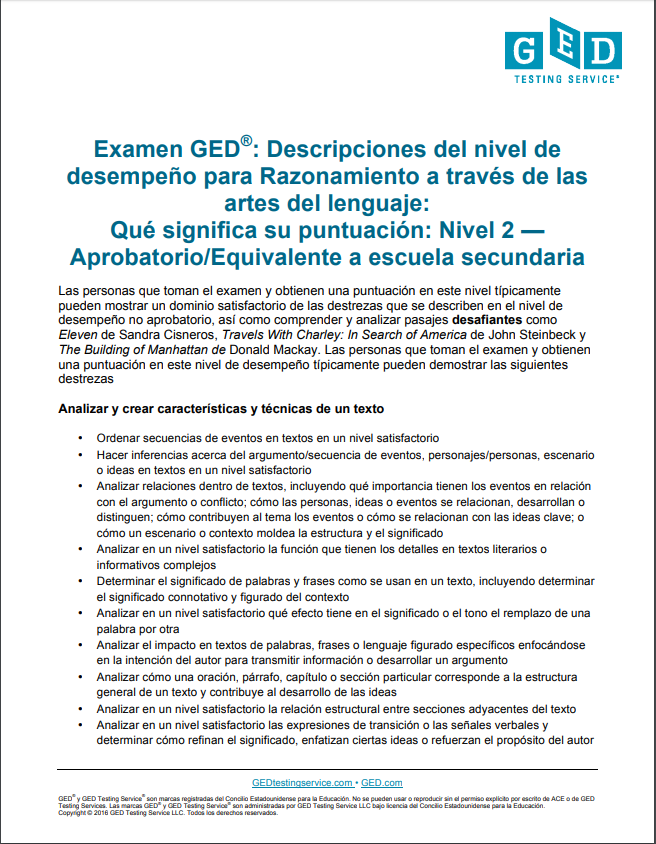 GED
TESTING SERVICE®
Examen GED®: Descripciones del nivel de
desempeño para Razonamiento a través de las
artes del lenguaje:
Qué significa su puntuación: Nivel 2 —
Aprobatorio/Equivalente a escuela secundaria
Las personas que toman el examen y obtienen una puntuación en este nivel típicamente
pueden mostrar un dominio satisfactorio de las destrezas que se describen en el nivel de
desempeño no aprobatorio, así como comprender y analizar pasajes desafiantes como
Eleven de Sandra Cisneros, Travels With Charley: In Search of America de John Steinbeck y
The Building of Manhattan de Donald Mackay. Las personas que toman el examen y obtienen
una puntuación en este nivel de desempeño típicamente pueden demostrar las siguientes
destrezas
Analizar y crear características y técnicas de un texto
• Ordenar secuencias de eventos en textos en un nivel satisfactorio
• Hacer inferencias acerca del argumento/secuencia de eventos, personajes/personas, escenario
o ideas en textos en un nivel satisfactorio
• Analizar relaciones dentro de textos, incluyendo qué importancia tienen los eventos en relación
con el argumento o conflicto; cómo las personas, ideas o eventos se relacionan, desarrollan o
distinguen; cómo contribuyen al tema los eventos o cómo se relacionan con las ideas clave; o
cómo un escenario o contexto moldea la estructura y el significado
• Analizar en un nivel satisfactorio la función que tienen los detalles en textos literarios o
informativos complejos
• Determinar el significado de palabras y frases como se usan en un texto, incluyendo determinar
el significado connotativo y figurado del contexto
• Analizar en un nivel satisfactorio qué efecto tiene en el significado o el tono el remplazo de una
palabra por otra
• Analizar el impacto en textos de palabras, frases o lenguaje figurado específicos enfocándose
en la intención del autor para transmitir información o desarrollar un argumento
• Analizar cómo una oración, párrafo, capítulo o sección particular corresponde a la estructura
general de un texto y contribuye al desarrollo de las ideas
• Analizar en un nivel satisfactorio la relación estructural entre secciones adyacentes del texto
• Analizar en un nivel satisfactorio las expresiones de transición o las señales verbales y
determinar cómo refinan el significado, enfatizan ciertas ideas o refuerzan el propósito del autor
GEDtestingservice.com • GED.com
GED® y GED Testing Service® son marcas registradas del Concilio Estadounidense para la Educación. No se pueden usar o reproducir sin el permiso explícito por escrito de ACE o de GED
Testing Services. Las marcas GED® y GED Testing Service® son administradas por GED Testing Service LLC bajo licencia del Concilio Estadounidense para la Educación.
Copyright © 2016 GED Testing Service LLC. Todos los derechos reservados.